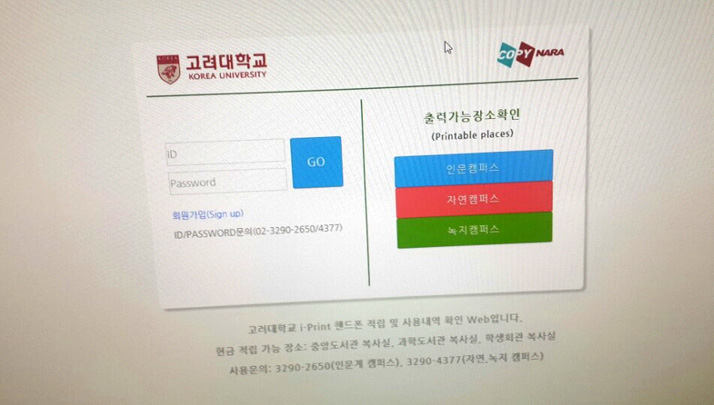 고려대학교
KOREA UNIVERSITY
COPY NARA
ID
Password
GO
회원가입(Sign up)
ID/PASSWORD문의(02-3290-2650/4377)
출력가능장소확인
(Printable places)
인문캠퍼스
자연캠퍼스
녹지캠퍼스
고려대학교 i-Print 핸드폰 적립 및 사용내역 확인 Web입니다.
현금 적립 가능 장소: 중앙도서관 복사실, 과학도서관 복사실, 학생회관 복사실
사용문의: 3290-2650(인문계 캠퍼스), 3290-4377(자연,녹지 캠퍼스)